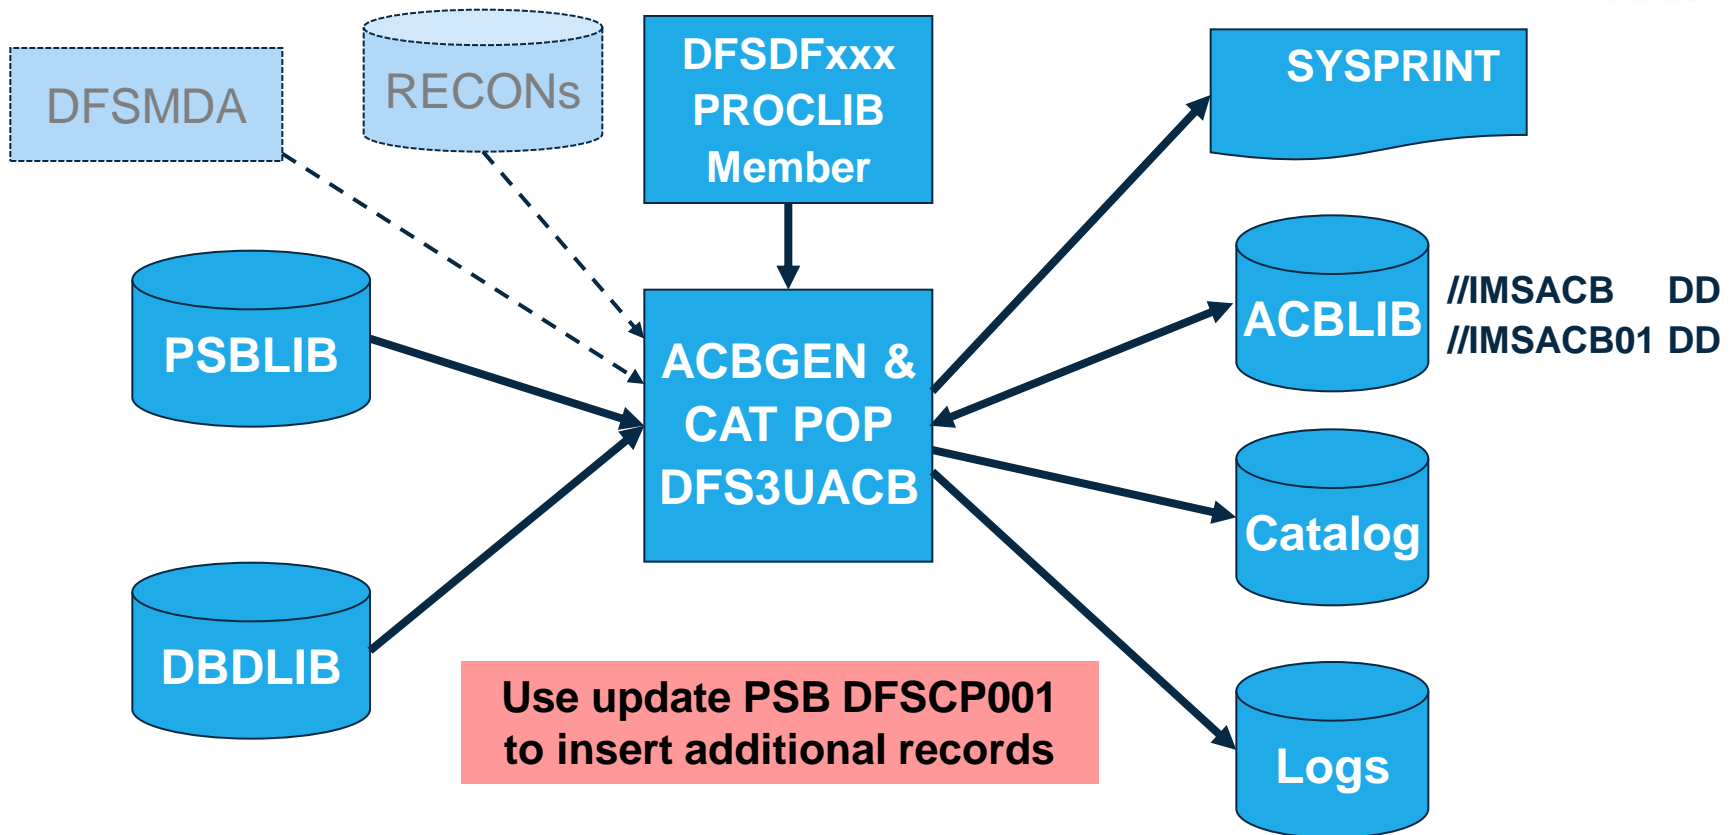 DFSMDA
RECONs
DFSDFxxx
PROCLIB
Member
SYSPRINT
PSBLIB
ACBGEN &
CAT POP
DFS3UACB
ACBLIB
//IMSACB DD
//IMSACB01 DD
Catalog
DBDLIB
Use update PSB DFSCP001
to insert additional records
Logs